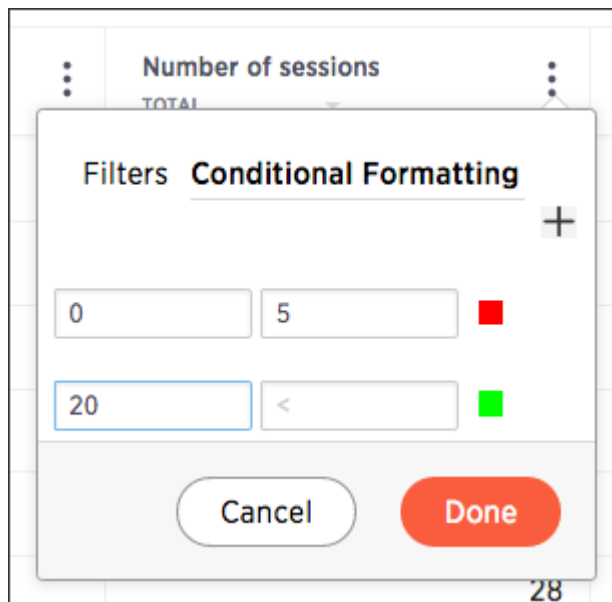 Number of sessions
TOTAL
Filters Conditional Formatting
+
0 5
20 <
Cancel Done
28